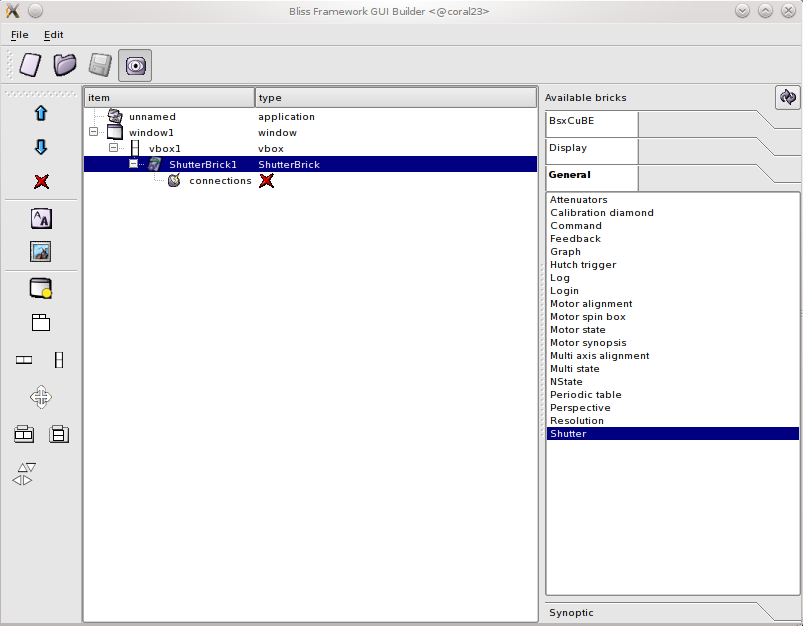 Bliss Framework GUI Builder <@coral23>
File Edit
item type
unnamed application
window1 window
vbox1 vbox
ShutterBrick1 ShutterBrick
connections
Available bricks
BsxCuBE
Display
General
Attenuators
Calibration diamond
Command
Feedback
Graph
Hutch trigger
Log
Login
Motor alignment
Motor spin box
Motor state
Motor synopsis
Multi axis alignment
Multi state
NState
Periodic table
Perspective
Resolution
Shutter
Synoptic